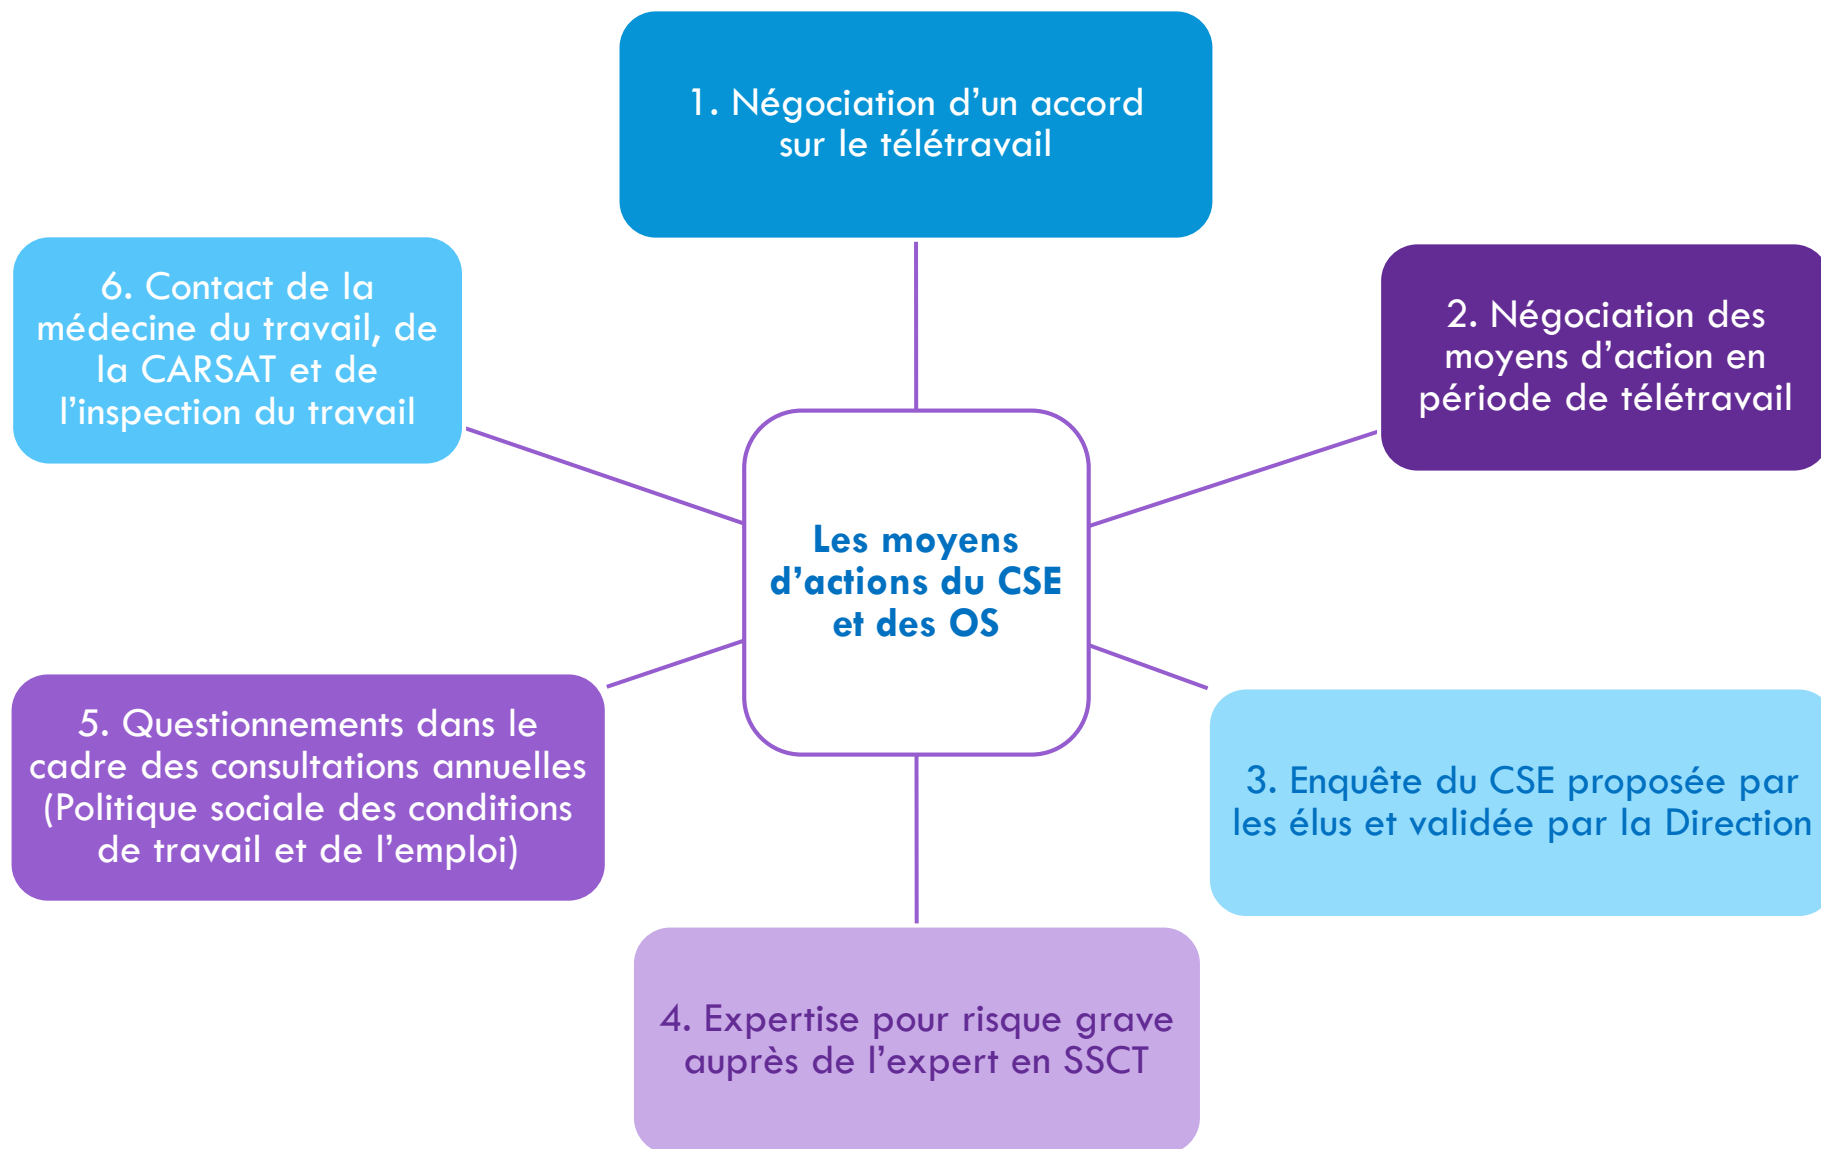 1. Négociation d’un accord
sur le télétravail
2. Négociation des
moyens d’action en
période de télétravail
3. Enquête du CSE proposée par
les élus et validée par la Direction
4. Expertise pour risque grave
auprès de l’expert en SSCT
5. Questionnements dans le
cadre des consultations annuelles
(Politique sociale des conditions
de travail et de l’emploi)
6. Contact de la
médecine du travail, de
la CARSAT et de
l’inspection du travail
Les moyens
d’actions du CSE
et des OS